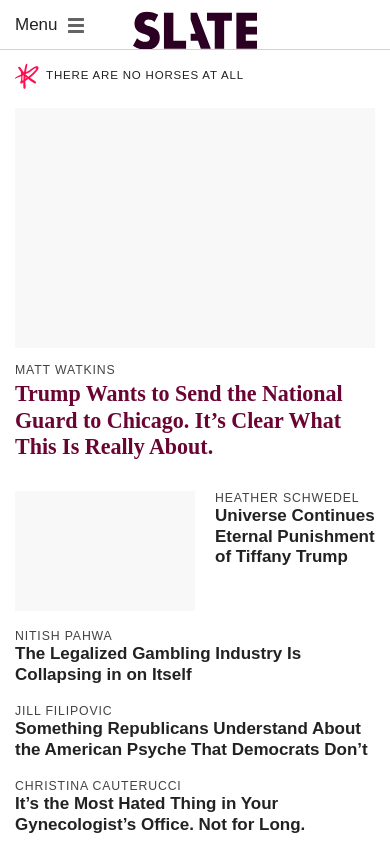 Menu
SLATE
THERE ARE NO HORSES AT ALL
MATT WATKINS
Trump Wants to Send the National
Guard to Chicago. It’s Clear What
This Is Really About.
HEATHER SCHWEDEL
Universe Continues
Eternal Punishment
of Tiffany Trump
NITISH PAHWA
The Legalized Gambling Industry Is
Collapsing in on Itself
JILL FILIPOVIC
Something Republicans Understand About
the American Psyche That Democrats Don’t
CHRISTINA CAUTERUCCI
It’s the Most Hated Thing in Your
Gynecologist’s Office. Not for Long.